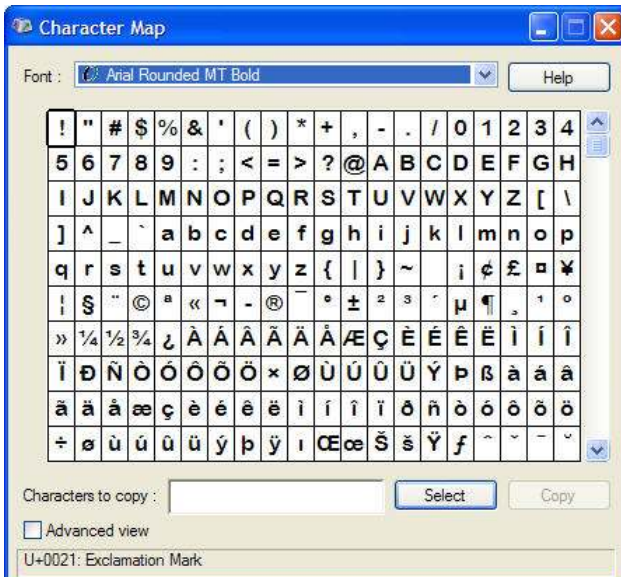 Character Map
Font : Arial Rounded MT Bold Help
! " # $ % & ' ( ) * + , - . / 0 1 2 3 4
5 6 7 8 9 : ; < = > ? @ A B C D E F G H
I J K L M N O P Q R S T U V W X Y Z [ \
] ^ _ ` a b c d e f g h i j k l m n o p
q r s t u v w x y z { | } ~ ¡ ¢ £ ¤ ¥
¦ § ¨ © ª « ¬ - ® ¯ ° ± ² ³ ´ µ ¶ ¸ ¹ º
» ¼ ½ ¾ ¿ À Á Â Ã Ä Å Æ Ç È É Ê Ë Ì Í Î
Ï Ð Ñ Ò Ó Ô Õ Ö × Ø Ù Ú Û Ü Ý Þ ß à á â
ã ä å æ ç è é ê ë ì í î ï ð ñ ò ó ô õ ö
÷ ø ù ú û ü ý þ ÿ ı Œ œ Š š Ÿ ƒ ˆ ˇ ˉ ˘
Characters to copy : Select Copy
Advanced view
U+0021: Exclamation Mark